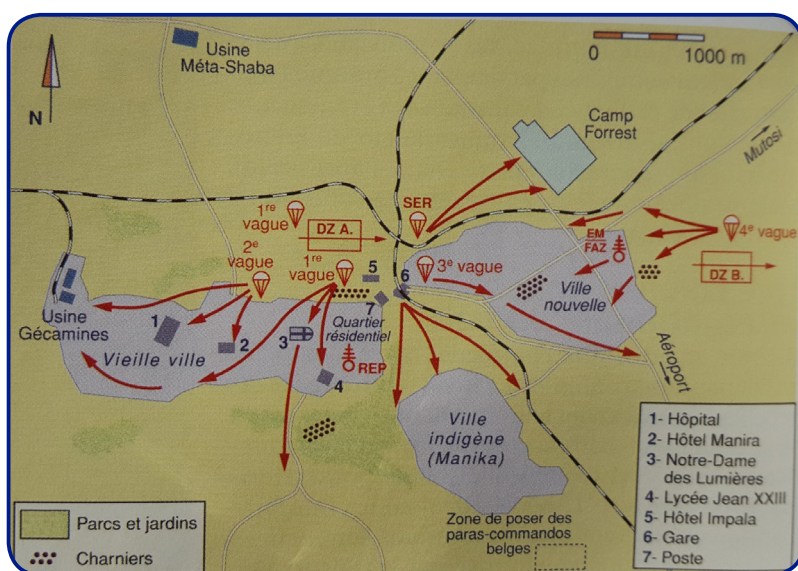 Usine
Méta-Shaba
0
1000 m
N
Camp
Forrest
Mutosi
SER
1re
vague
DZ A.
2e
vague
1re
vague
3e vague
EM
FAZ
4e vague
DZ B.
5
6
7
Ville
nouvelle
Usine
Gécamines
1
Vieille ville
2
3
Quartier
résidentiel
REP
4
Aéroport
Ville
indigène
(Manika)
Zone de poser des
paras-commandos
belges
Parcs et jardins
Charniers
1- Hôpital
2- Hôtel Manira
3- Notre-Dame
des Lumières
4- Lycée Jean XXIII
5- Hôtel Impala
6- Gare
7- Poste